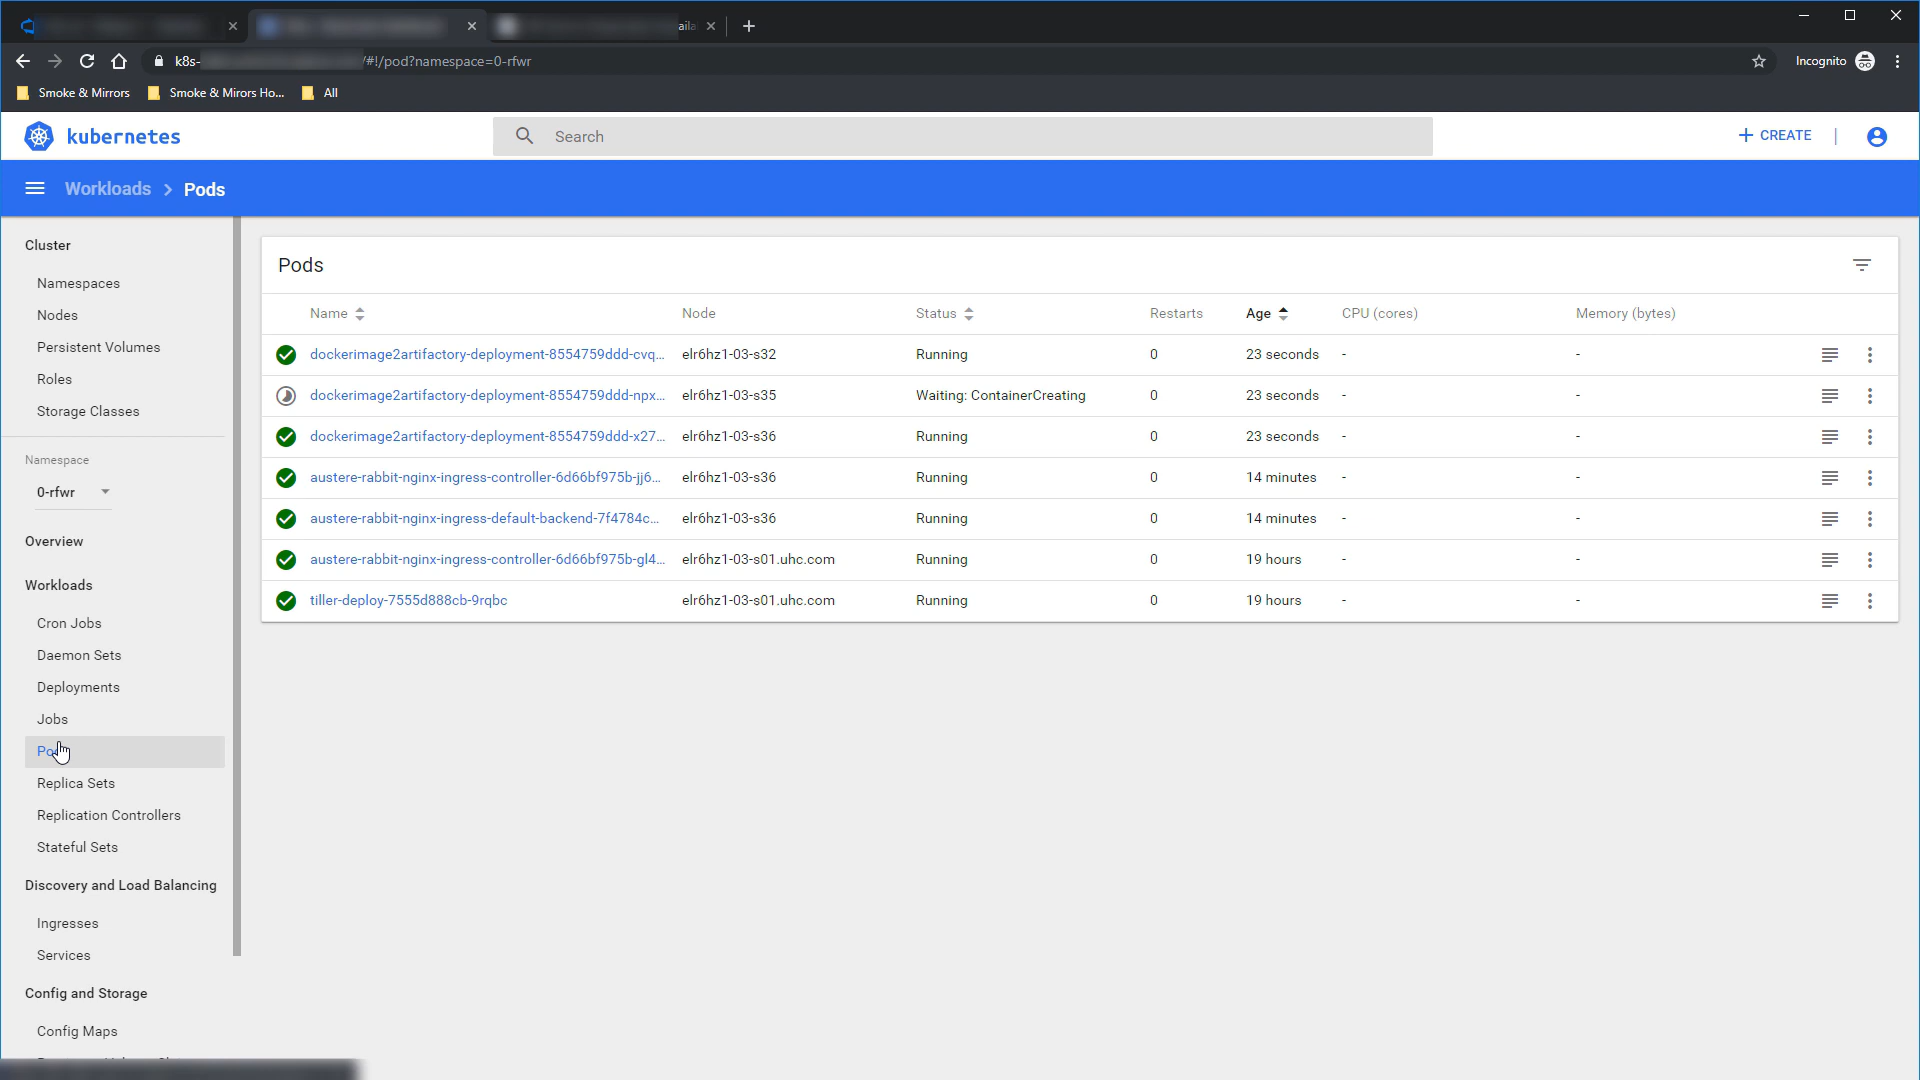 aila
k8s- /#!/pod?namespace=0-rfwr
Incognito
Smoke & Mirrors
Smoke & Mirors Ho...
All
kubernetes
Search
+ CREATE
Workloads > Pods
Cluster
Namespaces
Nodes
Persistent Volumes
Roles
Storage Classes
Namespace
0-rfwr
Overview
Workloads
Cron Jobs
Daemon Sets
Deployments
Jobs
Replica Sets
Replication Controllers
Stateful Sets
Discovery and Load Balancing
Ingresses
Services
Config and Storage
Config Maps
Pods
Name Node Status Restarts Age CPU (cores) Memory (bytes)
dockerimage2artifactory-deployment-8554759ddd-cvq... elr6hz1-03-s32 Running 0 23 seconds - -
dockerimage2artifactory-deployment-8554759ddd-npx... elr6hz1-03-s35 Waiting: ContainerCreating 0 23 seconds - -
dockerimage2artifactory-deployment-8554759ddd-x27... elr6hz1-03-s36 Running 0 23 seconds - -
austere-rabbit-nginx-ingress-controller-6d66bf975b-jj6... elr6hz1-03-s36 Running 0 14 minutes - -
austere-rabbit-nginx-ingress-default-backend-7f4784c... elr6hz1-03-s36 Running 0 14 minutes - -
austere-rabbit-nginx-ingress-controller-6d66bf975b-gl4... elr6hz1-03-s01.uhc.com Running 0 19 hours - -
tiller-deploy-7555d888cb-9rqbc elr6hz1-03-s01.uhc.com Running 0 19 hours - -